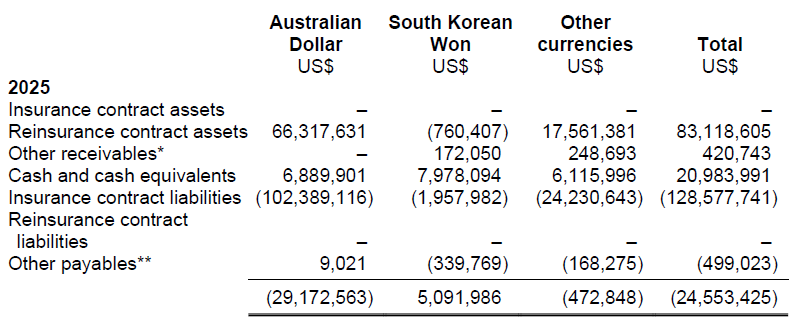 Australian South Korean Other
Dollar Won currencies Total
US$ US$ US$ US$
2025
Insurance contract assets – – – –
Reinsurance contract assets 66,317,631 (760,407) 17,561,381 83,118,605
Other receivables* – 172,050 248,693 420,743
Cash and cash equivalents 6,889,901 7,978,094 6,115,996 20,983,991
Insurance contract liabilities (102,389,116) (1,957,982) (24,230,643) (128,577,741)
Reinsurance contract
liabilities – – – –
Other payables** 9,021 (339,769) (168,275) (499,023)
(29,172,563) 5,091,986 (472,848) (24,553,425)